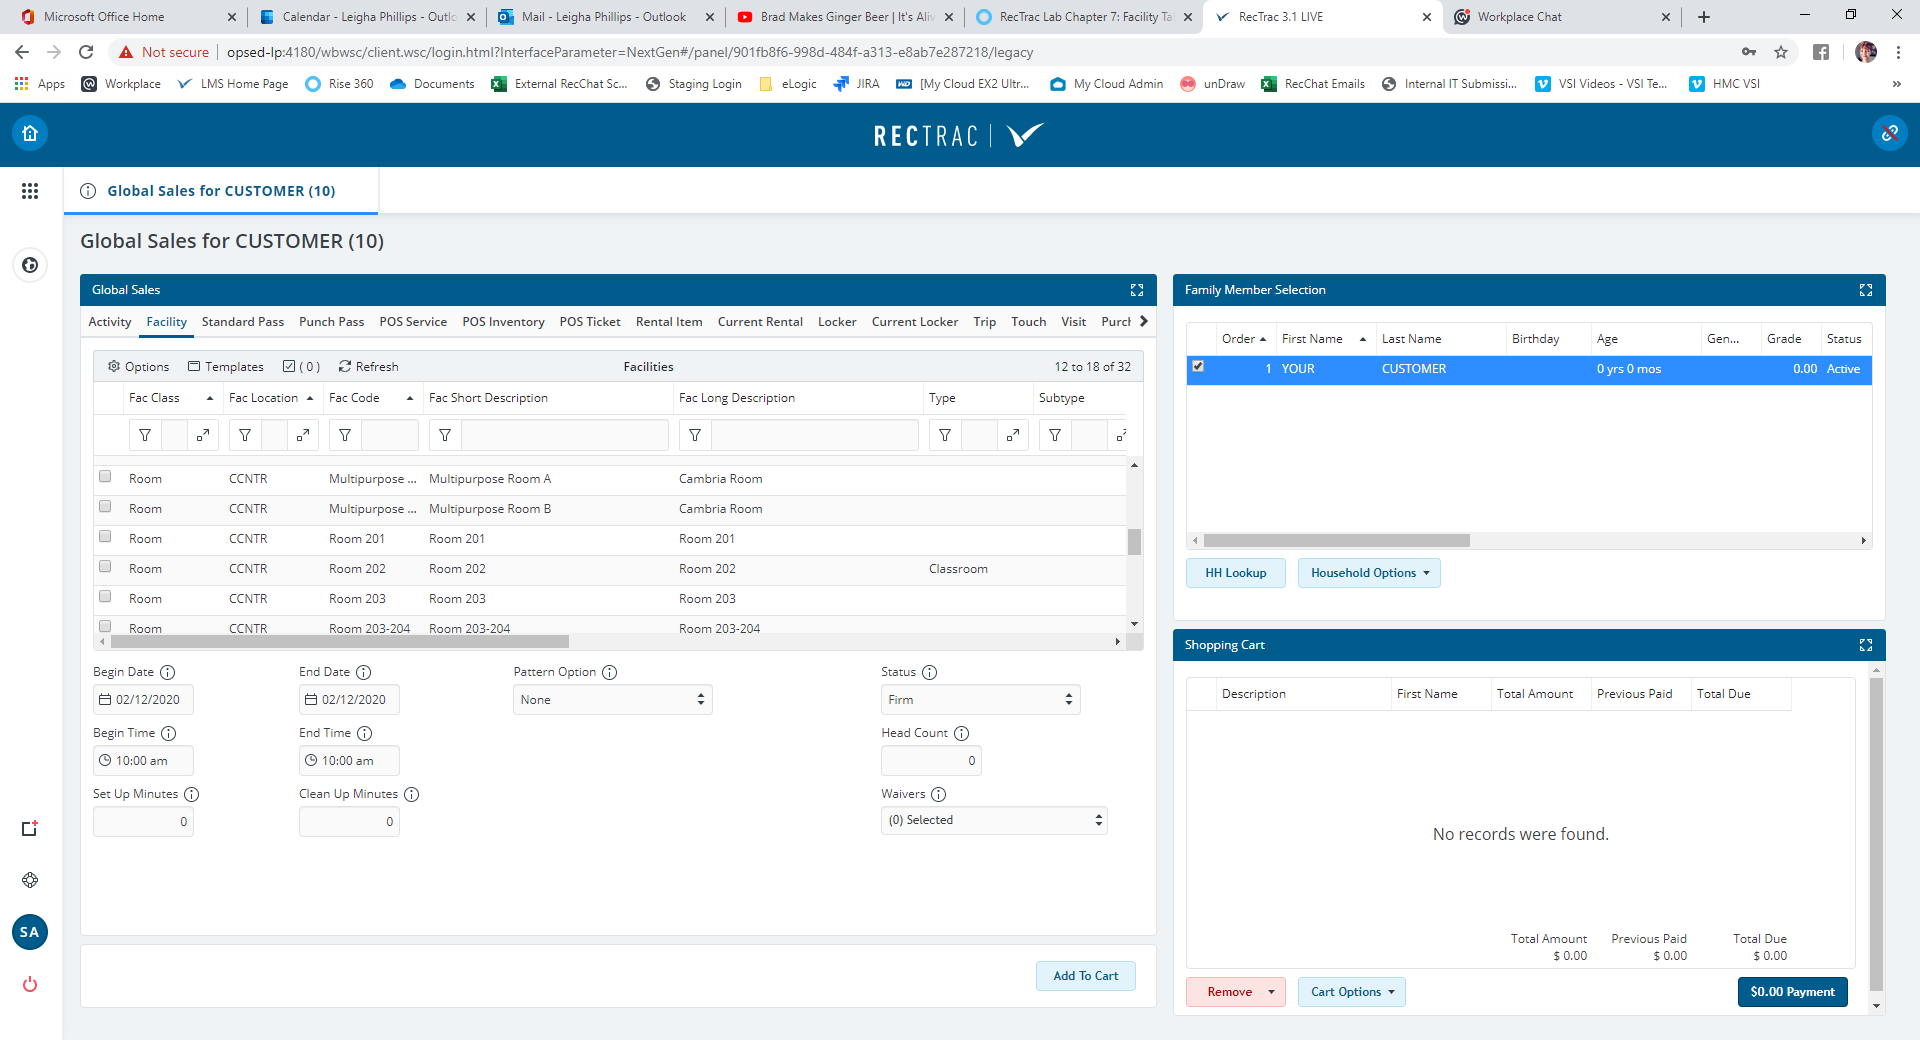 Microsoft Office Home
Calendar - Leigha Phillips - Outlo
Mail - Leigha Phillips - Outlook
Brad Makes Ginger Beer | It's Aliv
RecTrac Lab Chapter 7: Facility Ta
RecTrac 3.1 LIVE
Workplace Chat
Not secure
opsed-lp:4180/wbwsc/client.wsc/login.html?InterfaceParameter=NextGen#/panel/901fb8f6-998d-484f-a313-e8ab7e287218/legacy
Apps
Workplace
LMS Home Page
Rise 360
Documents
External RecChat Sc...
Staging Login
eLogic
JIRA
WD
[My Cloud EX2 Ultr...
My Cloud Admin
unDraw
RecChat Emails
Internal IT Submissi...
VSI Videos - VSI Te...
HMC VSI
»
RECTRAC
Global Sales for CUSTOMER (10)
Global Sales for CUSTOMER (10)
Global Sales
Activity Facility Standard Pass Punch Pass POS Service POS Inventory POS Ticket Rental Item Current Rental Locker Current Locker Trip Touch Visit Purch
Options Templates ( 0 ) Refresh Facilities 12 to 18 of 32
Fac Class Fac Location Fac Code Fac Short Description Fac Long Description Type Subtype
Room CCNTR Multipurpose ... Multipurpose Room A Cambria Room
Room CCNTR Multipurpose ... Multipurpose Room B Cambria Room
Room CCNTR Room 201 Room 201 Room 201
Room CCNTR Room 202 Room 202 Room 202 Classroom
Room CCNTR Room 203 Room 203 Room 203
Room CCNTR Room 203-204 Room 203-204 Room 203-204
Begin Date End Date Pattern Option Status
02/12/2020 02/12/2020 None Firm
Begin Time End Time Head Count
10:00 am 10:00 am 0
Set Up Minutes Clean Up Minutes Waivers
0 0 (0) Selected
Add To Cart
Family Member Selection
Order First Name Last Name Birthday Age Gen... Grade Status
1 YOUR CUSTOMER 0 yrs 0 mos 0.00 Active
HH Lookup Household Options
Shopping Cart
Description First Name Total Amount Previous Paid Total Due
No records were found.
Total Amount Previous Paid Total Due
$ 0.00 $ 0.00 $ 0.00
Remove Cart Options $0.00 Payment
SA